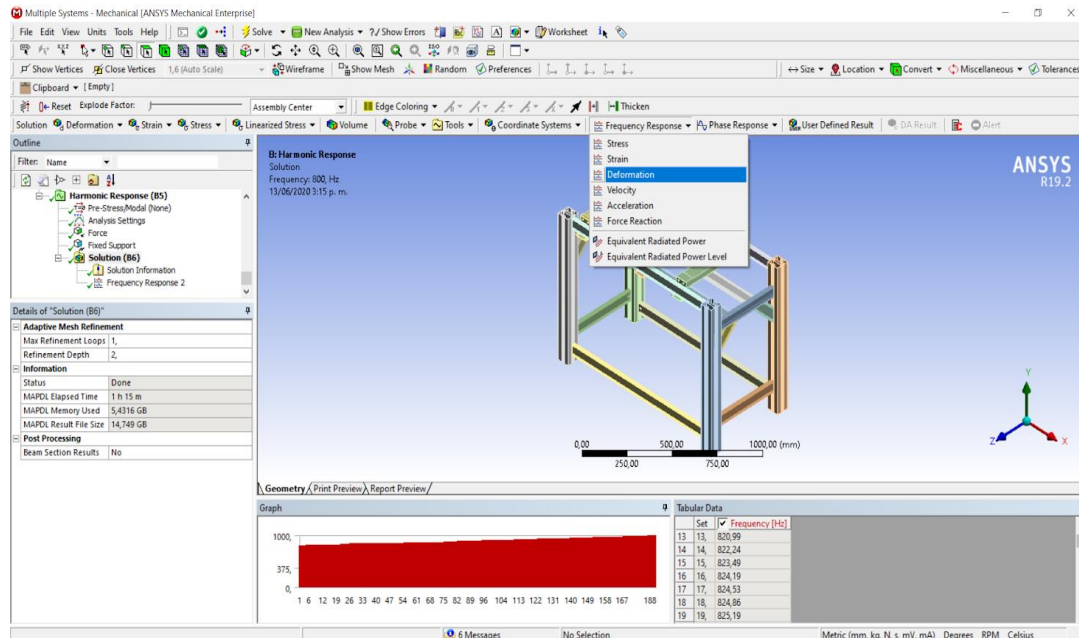 Multiple Systems - Mechanical [ANSYS Mechanical Enterprise]
File Edit View Units Tools Help Solve New Analysis ?/ Show Errors A Worksheet
Show Vertices Close Vertices 1,6 (Auto Scale) Wireframe Show Mesh Random Preferences Size Location Convert Miscellaneous Tolerances
Clipboard [Empty]
Reset Explode Factor: Assembly Center Edge Coloring Thicken
Solution Deformation Strain Stress Linearized Stress Volume Probe Tools Coordinate Systems Frequency Response Phase Response User Defined Result DA Result Alert
Outline
Filter: Name
Harmonic Response (B5)
Pre-Stress/Modal (None)
Analysis Settings
Force
Fixed Support
Solution (B6)
Solution Information
Frequency Response 2
Details of "Solution (B6)"
Adaptive Mesh Refinement
Max Refinement Loops 1,
Refinement Depth 2,
Information
Status Done
MAPDL Elapsed Time 1 h 15 m
MAPDL Memory Used 5,4316 GB
MAPDL Result File Size 14,749 GB
Post Processing
Beam Section Results No
B: Harmonic Response
Solution
Frequency: 800, Hz
13/06/2020 3:15 p. m.
Stress
Strain
Deformation
Velocity
Acceleration
Force Reaction
Equivalent Radiated Power
Equivalent Radiated Power Level
ANSYS
R19.2
Y
Z X
0,00 500,00 1000,00 (mm)
250,00 750,00
Geometry Print Preview Report Preview
Graph
1000,
375,
0,
1 6 12 19 26 33 40 47 54 61 68 75 82 89 96 104 113 122 131 140 149 158 167 188
Tabular Data
Set Frequency [Hz]
13 13, 820,99
14 14, 822,24
15 15, 823,49
16 16, 824,19
17 17, 824,53
18 18, 824,86
19 19, 825,19
6 Messages No Selection Metric (mm, kg, N, s, mV, mA) Degrees RPM Celsius